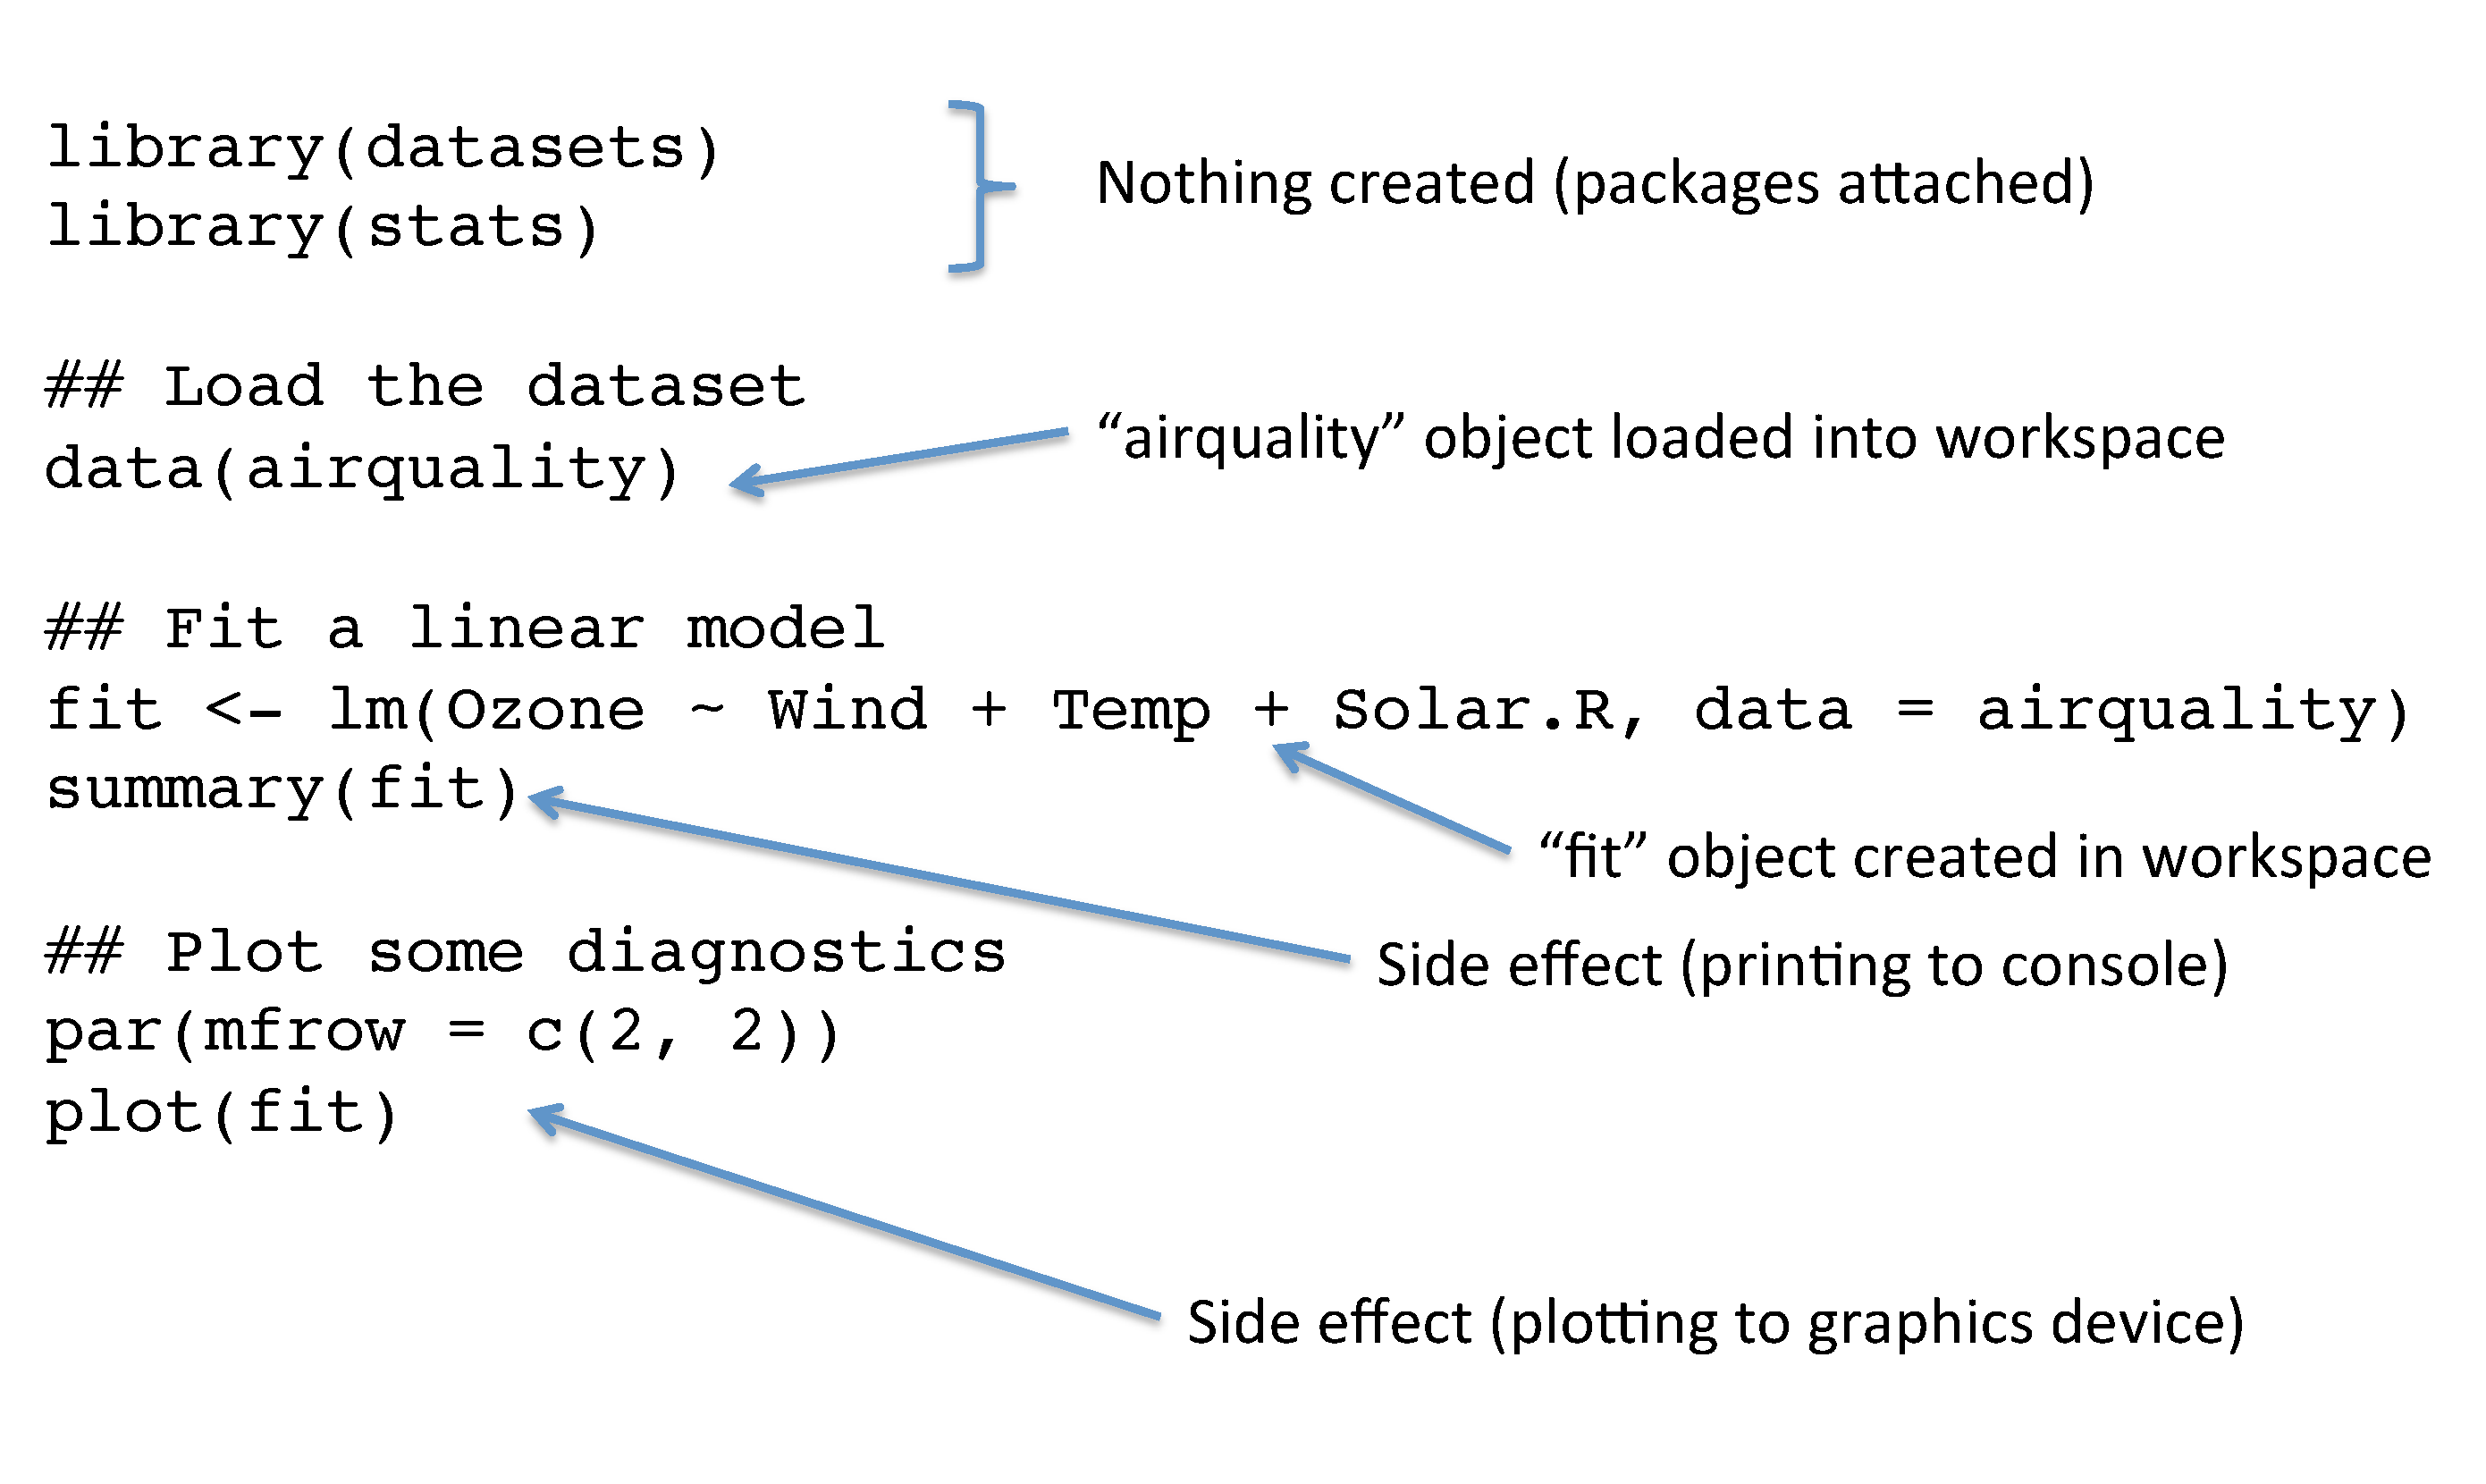 library(datasets)
library(stats)
Nothing created (packages attached)
## Load the dataset
data(airquality)
“airquality” object loaded into workspace
## Fit a linear model
fit <- lm(Ozone ~ Wind + Temp + Solar.R, data = airquality)
summary(fit)
“fit” object created in workspace
Side effect (printing to console)
## Plot some diagnostics
par(mfrow = c(2, 2))
plot(fit)
Side effect (plotting to graphics device)